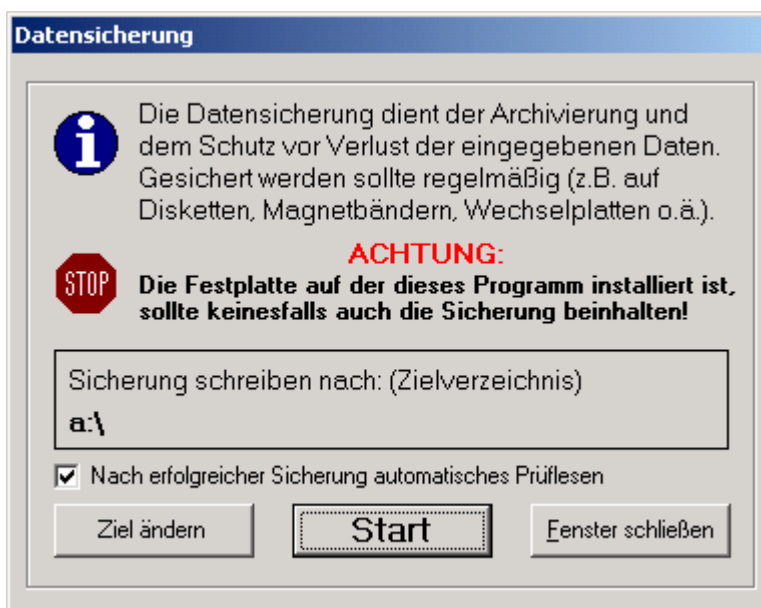 Datensicherung
Die Datensicherung dient der Archivierung und
dem Schutz vor Verlust der eingegebenen Daten.
Gesichert werden sollte regelmäßig (z.B. auf
Disketten, Magnetbändern, Wechselplatten o.ä.).
ACHTUNG:
STOP
Die Festplatte auf der dieses Programm installiert ist,
sollte keinesfalls auch die Sicherung beinhalten!
Sicherung schreiben nach: (Zielverzeichnis)
a:\
Nach erfolgreicher Sicherung automatisches Prüflesen
Ziel ändern
Start
Fenster schließen